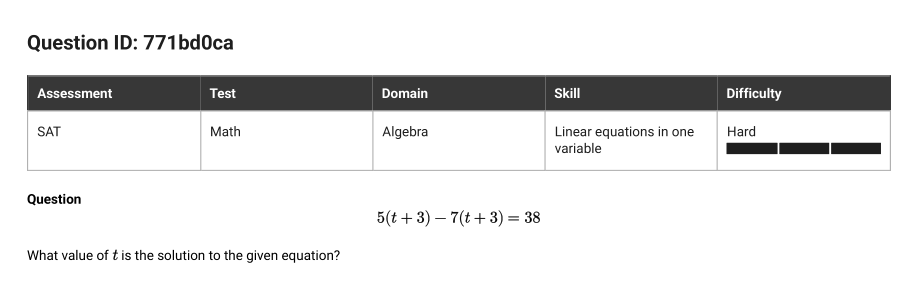 Question ID: 771bd0ca
Assessment Test Domain Skill Difficulty
SAT Math Algebra Linear equations in one variable Hard
Question
5(t + 3) − 7(t + 3) = 38
What value of t is the solution to the given equation?